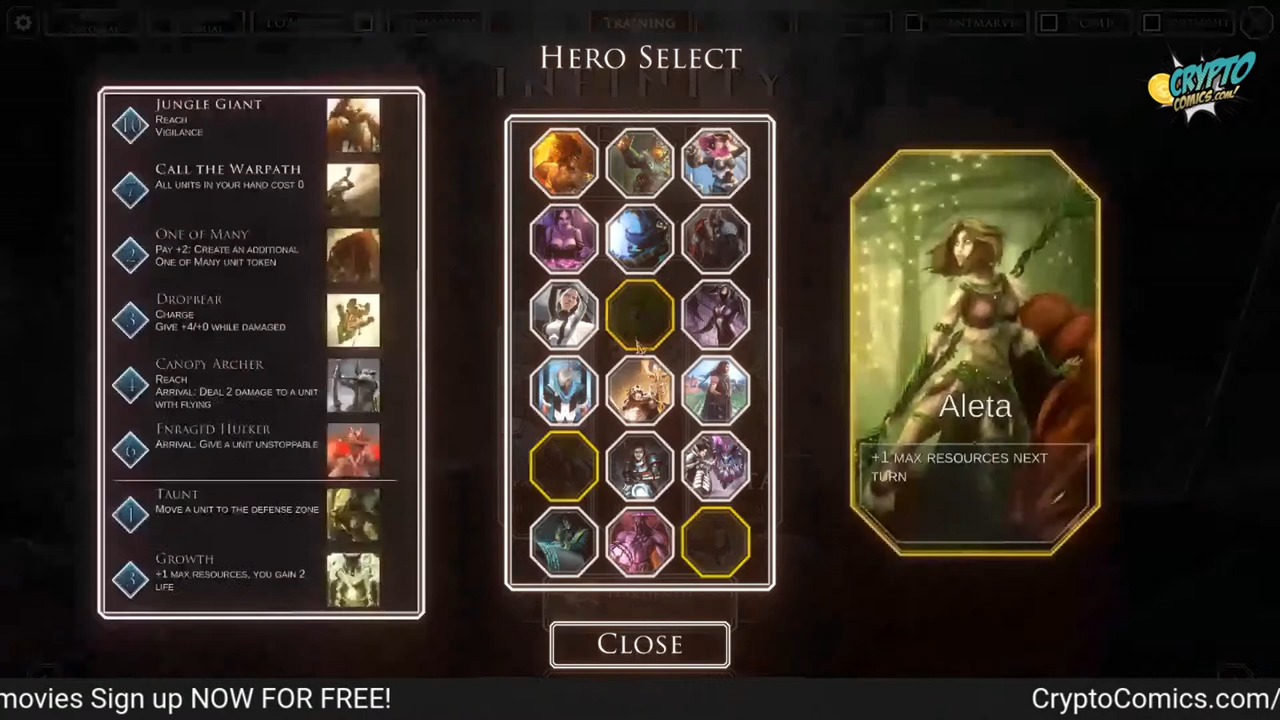 TRAINING
HERO SELECT
INFINITY
CRYPTO
COMICS.COM!
10
JUNGLE GIANT
REACH
VIGILANCE
7
CALL THE WARPATH
ALL UNITS IN YOUR HAND COST 0
2
ONE OF MANY
PAY +2: CREATE AN ADDITIONAL
ONE OF MANY UNIT TOKEN
3
DROPBEAR
CHARGE
GIVE +4/+0 WHILE DAMAGED
4
CANOPY ARCHER
REACH
ARRIVAL: DEAL 2 DAMAGE TO A UNIT
WITH FLYING
6
ENRAGED HULKER
ARRIVAL: GIVE A UNIT UNSTOPPABLE
1
TAUNT
MOVE A UNIT TO THE DEFENSE ZONE
3
GROWTH
+1 MAX RESOURCES, YOU GAIN 2
LIFE
Aleta
+1 MAX RESOURCES NEXT
TURN
CLOSE
movies Sign up NOW FOR FREE!
CryptoComics.com/